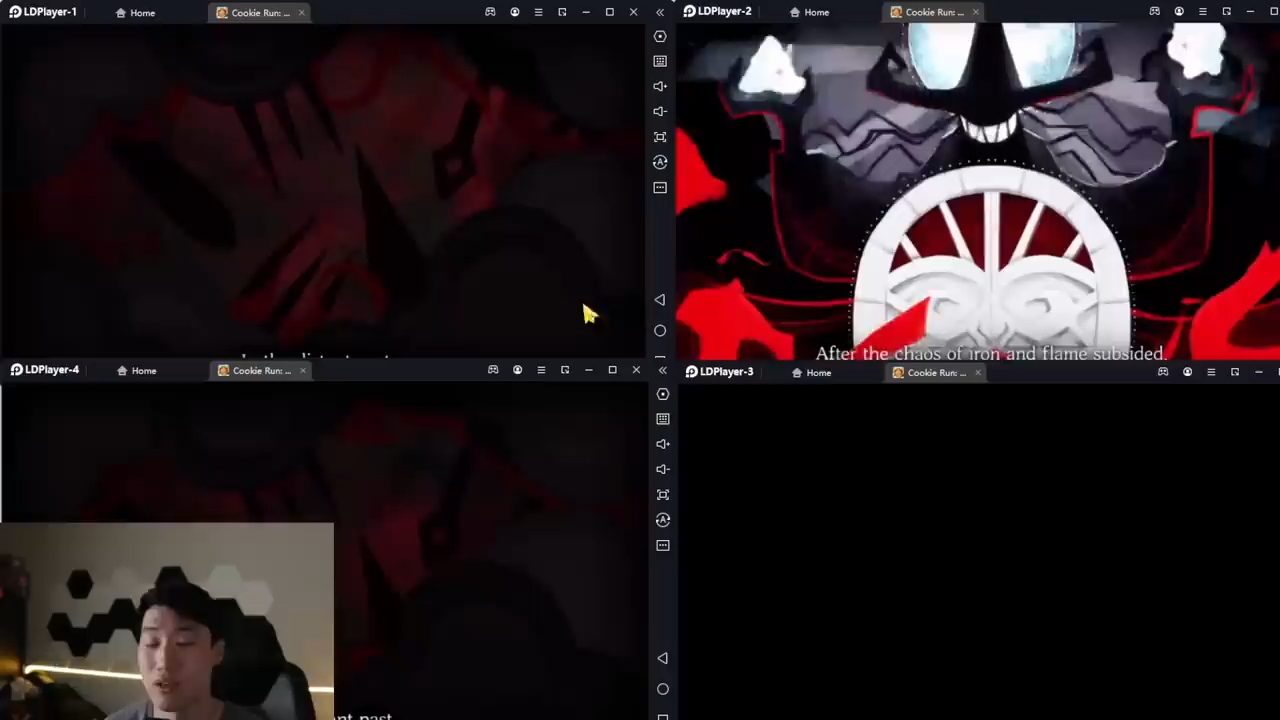 LDPlayer-1 Home Cookie Run: ...
LDPlayer-2 Home Cookie Run: ...
After the chaos of iron and flame subsided.
LDPlayer-4 Home Cookie Run: ...
LDPlayer-3 Home Cookie Run: ...
past